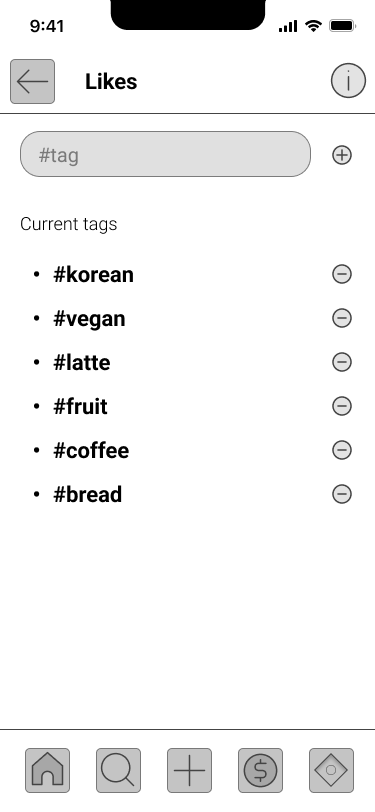 9:41
Likes
#tag
Current tags
• #korean
• #vegan
• #latte
• #fruit
• #coffee
• #bread